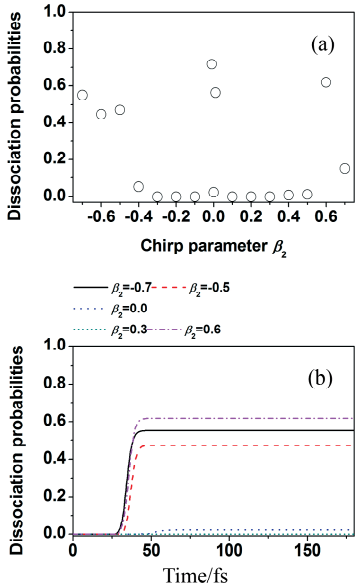 (a)
Dissociation probabilities
1.0
0.8
0.6
0.4
0.2
0.0
-0.6 -0.4 -0.2 0.0 0.2 0.4 0.6
Chirp parameter β₂
β₂=-0.7 β₂=-0.5
β₂=0.0
β₂=0.3 β₂=0.6
(b)
Dissociation probabilities
1.0
0.8
0.6
0.4
0.2
0.0
0 50 100 150
Time/fs